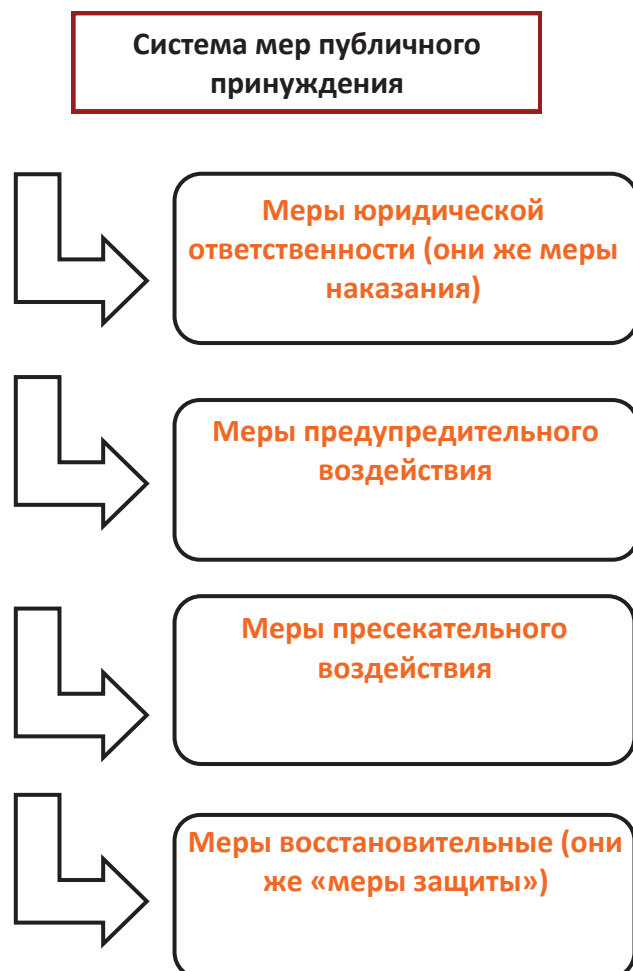 Система мер публичного
принуждения
Меры юридической
ответственности (они же меры
наказания)
Меры предупредительного
воздействия
Меры пресекательного
воздействия
Меры восстановительные (они
же «меры защиты»)